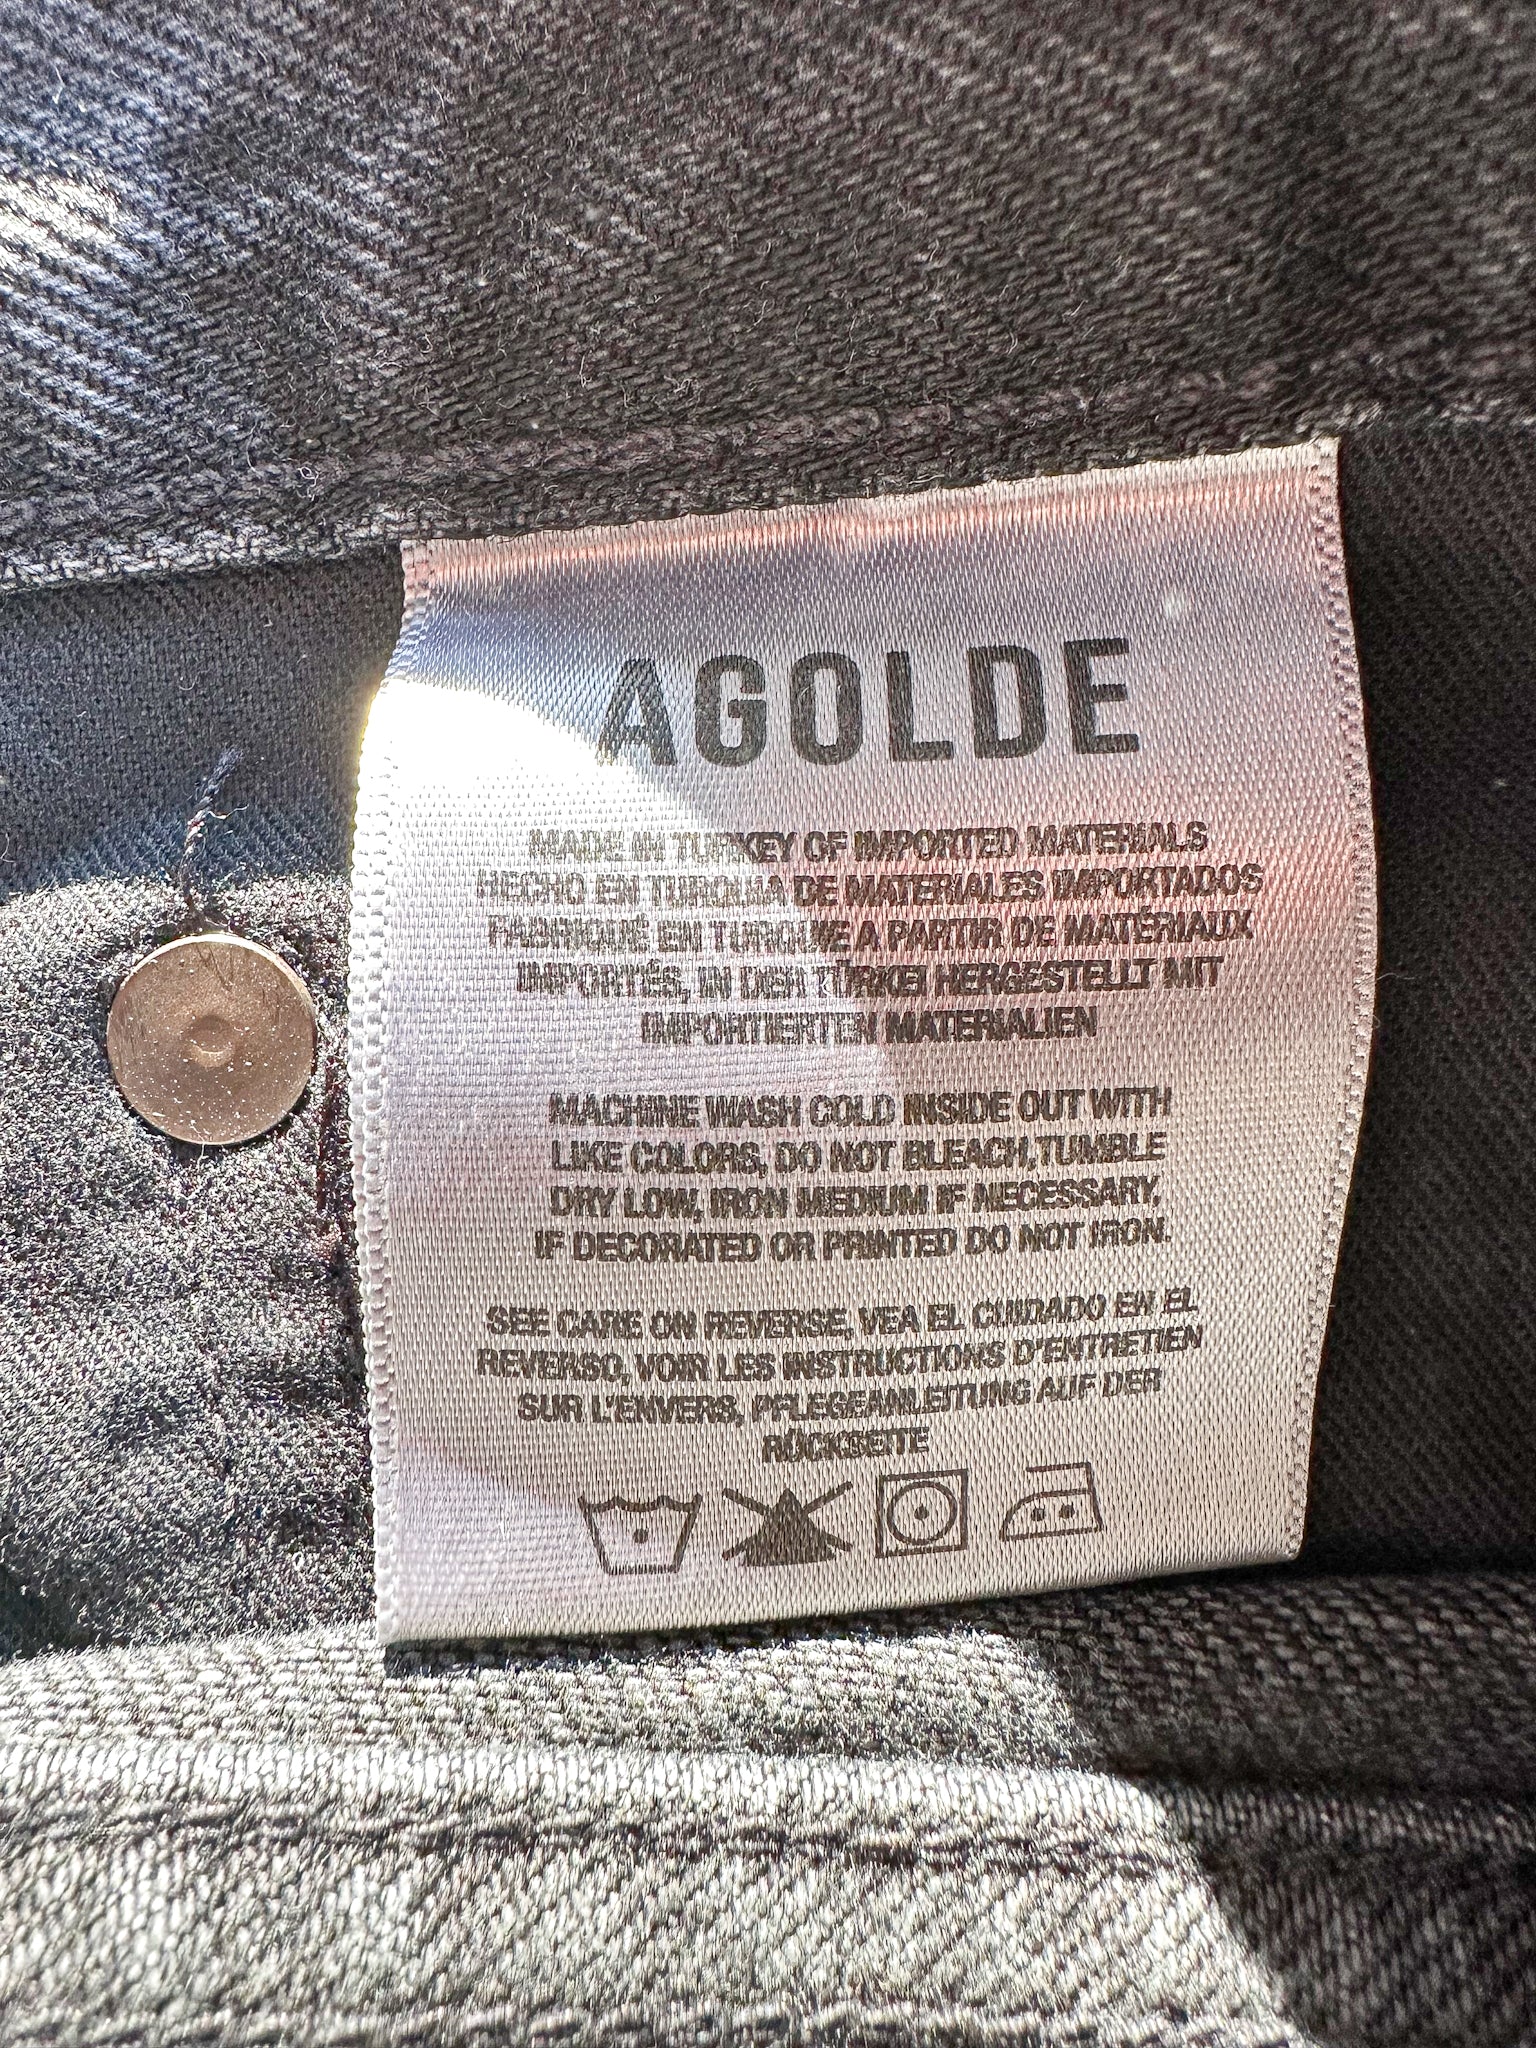 AGOLDE
MADE IN TURKEY OF IMPORTED MATERIALS
HECHO EN TURQUIA DE MATERIALES IMPORTADOS
FABRIQUÉ EN TURQUIE A PARTIR DE MATÉRIAUX
IMPORTÉS, IN DER TÜRKEI HERGESTELLT MIT
IMPORTIERTEN MATERIALIEN
MACHINE WASH COLD INSIDE OUT WITH
LIKE COLORS, DO NOT BLEACH,TUMBLE
DRY LOW, IRON MEDIUM IF NECESSARY.
IF DECORATED OR PRINTED DO NOT IRON.
SEE CARE ON REVERSE, VEA EL CUIDADO EN EL
REVERSO, VOIR LES INSTRUCTIONS D'ENTRETIEN
SUR L'ENVERS, PFLEGEANLEITUNG AUF DER
RÜCKSEITE